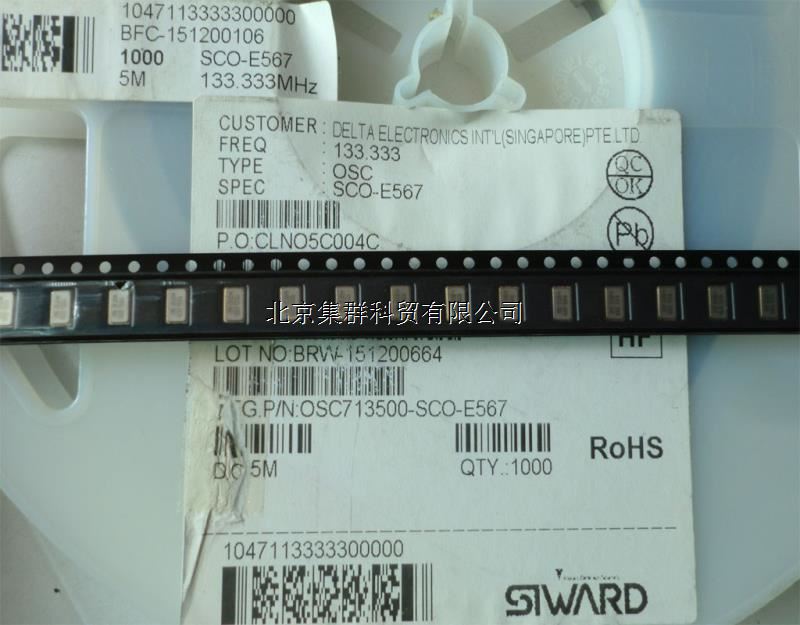 1047113333300000
BFC-151200106
1000 SCO-E567
5M 133.333MHz
CUSTOMER : DELTA ELECTRONICS INT'L(SINGAPORE)PTE.LTD
FREQ : 133.333
TYPE : OSC
SPEC : SCO-E567
QC
OK
P.O:CLNO5C004C
Pb
北京集群科贸有限公司
HF
LOT NO:BRW-151200664
P/N:OSC713500-SCO-E567
5M
QTY.:1000
RoHS
1047113333300000
SIWARD